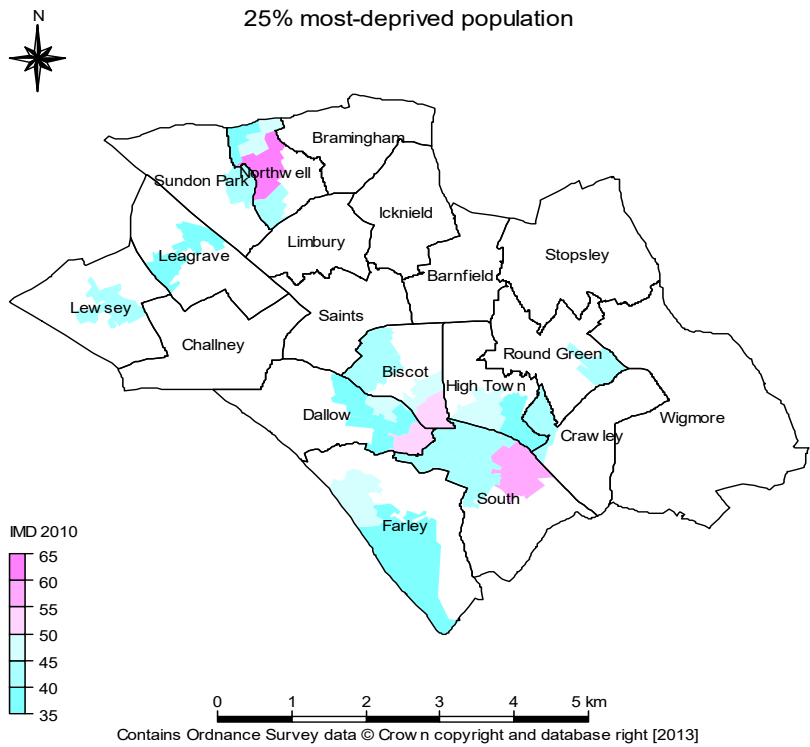 25% most-deprived population
N
Bramingham
Northwell
Sundon Park
Icknield
Limbury
Leagrave
Stopsley
Barnfield
Lewsey
Saints
Challney
Round Green
Biscot
High Town
Dallow
Wigmore
Crawley
South
Farley
IMD 2010
65
60
55
50
45
40
35
0 1 2 3 4 5 km
Contains Ordnance Survey data © Crown copyright and database right [2013]